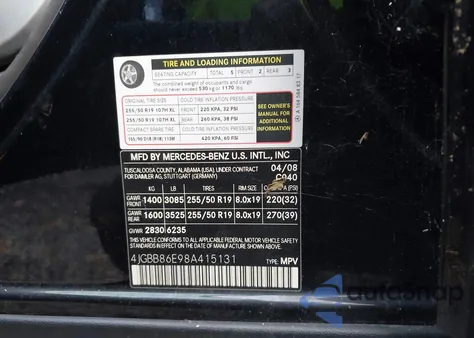 TIRE AND LOADING INFORMATION
SEATING CAPACITY TOTAL 5 FRONT 2 REAR 3
The combined weight of occupants and cargo
should never exceed 530 kg or 1170 lbs.
ORIGINAL TIRE SIZE COLD TIRE INFLATION PRESSURE
255/50 R19 107H XL FRONT 220 KPA, 32 PSI
255/50 R19 107H XL REAR 260 KPA, 38 PSI
COMPACT SPARE TIRE COLD TIRE INFLATION PRESSURE
420 KPA, 60 PSI
SEE OWNER'S
MANUAL FOR
ADDITIONAL
INFORMATION
MFD BY MERCEDES-BENZ U.S. INTL., INC
TUSCALOOSA COUNTY, ALABAMA (USA) UNDER CONTRACT 04/08
FOR DAIMLER AG, STUTTGART (GERMANY) C040
KG LB TIRES RIM SIZE COLD PRESSURE (PSI)
GAWR FRONT 1400 3085 255/50 R19 8.0x19 220(32)
GAWR REAR 1600 3525 255/50 R19 8.0x19 270(39)
GVWR 2830 6235
THIS VEHICLE CONFORMS TO ALL APPLICABLE
FEDERAL MOTOR VEHICLE SAFETY STANDARDS IN
EFFECT ON THE DATE OF MANUFACTURE SHOWN ABOVE.
4JGBB86E98A415131 TYPE: MPV
autosnap